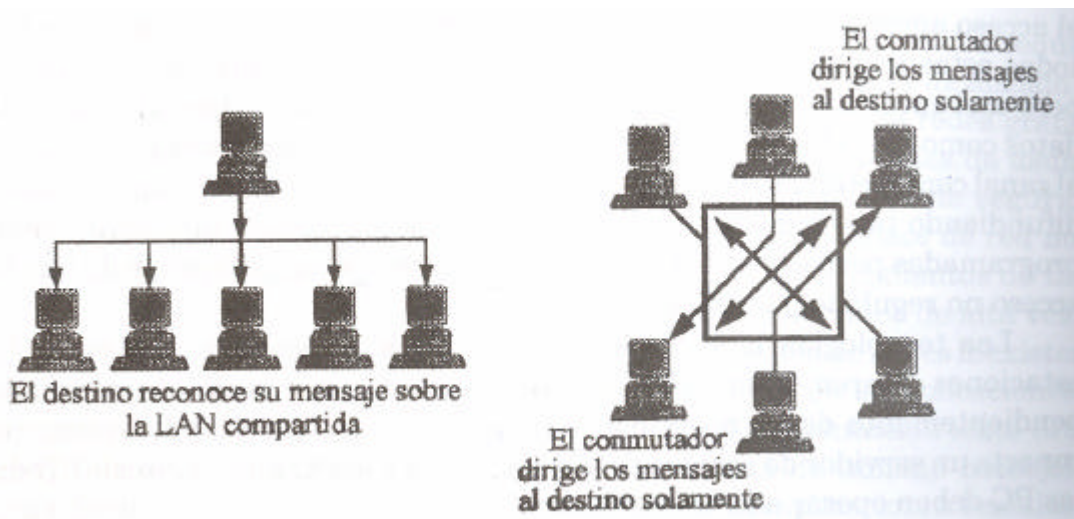 El destino reconoce su mensaje sobre
la LAN compartida
El conmutador
dirige los mensajes
al destino solamente
El conmutador
dirige los mensajes
al destino solamente